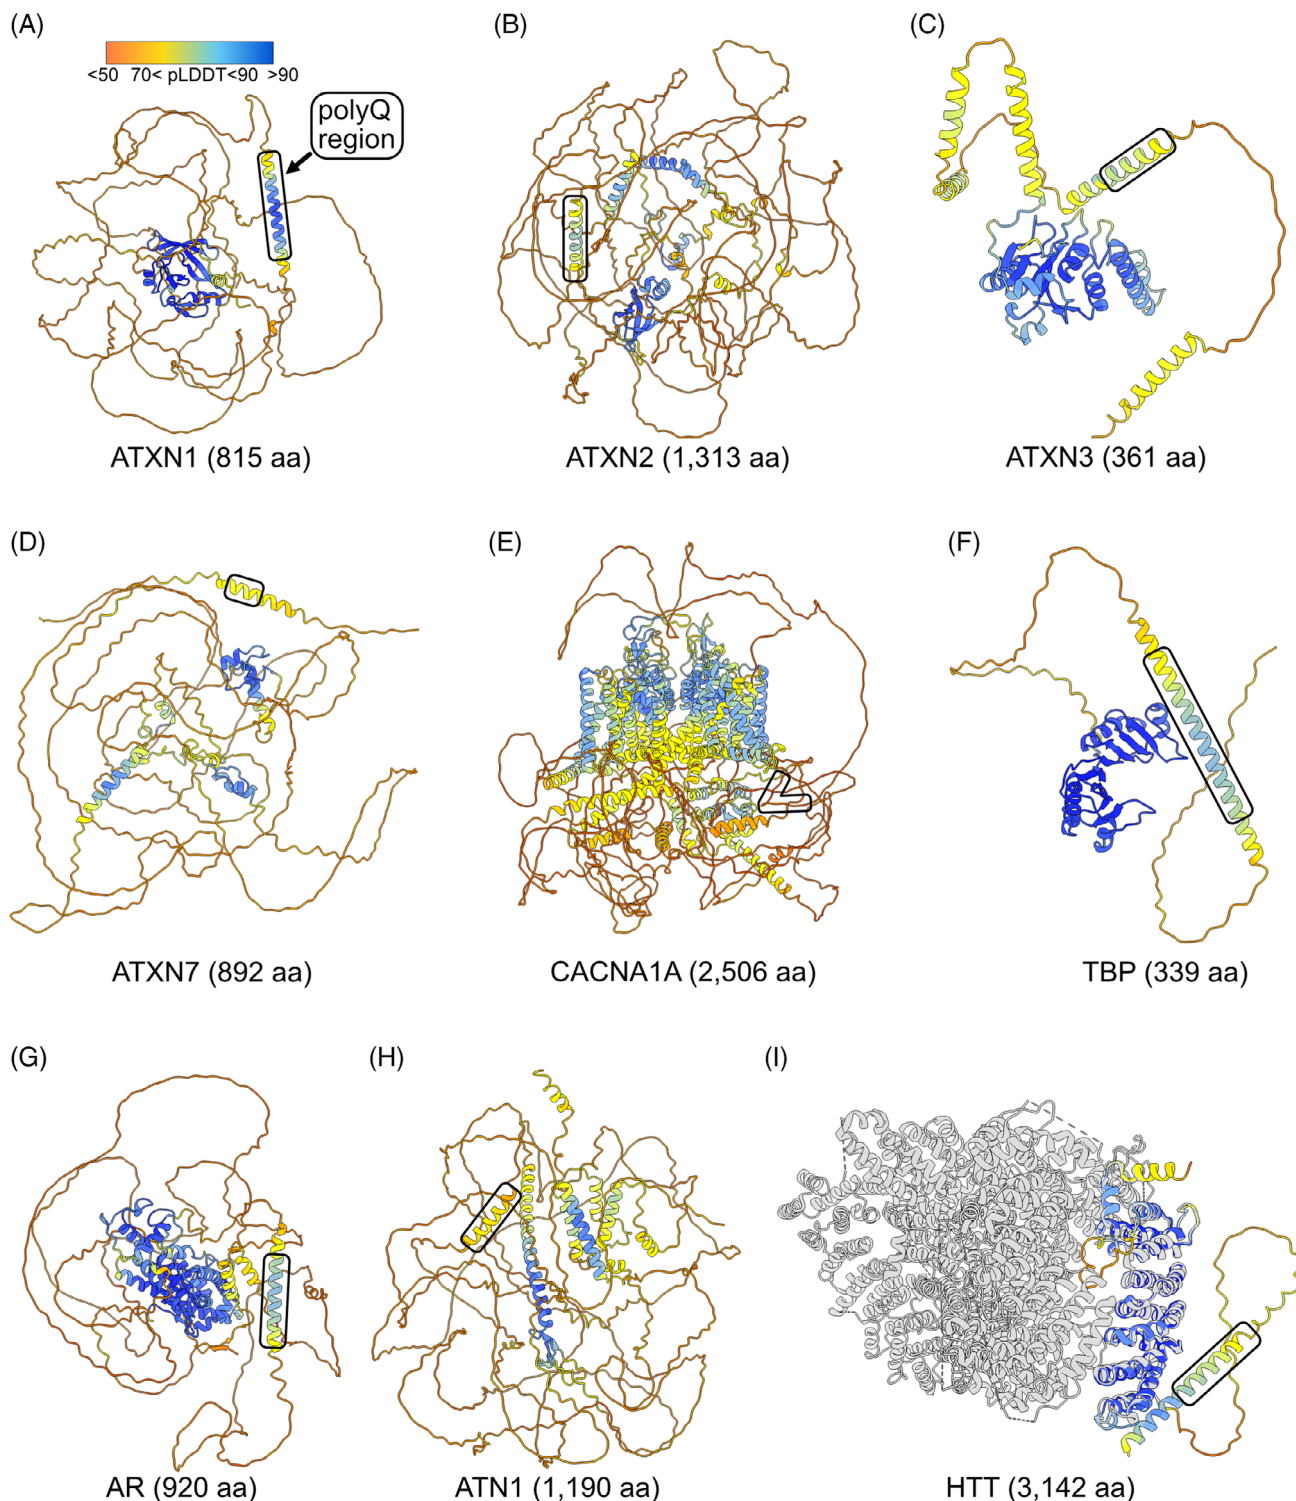 (A)
(B)
(C)
<50 70< pLDDT<90 >90
polyQ
region
ATXN1 (815 aa)
ATXN2 (1,313 aa)
ATXN3 (361 aa)
(D)
(E)
(F)
ATXN7 (892 aa)
CACNA1A (2,506 aa)
TBP (339 aa)
(G)
(H)
(I)
AR (920 aa)
ATN1 (1,190 aa)
HTT (3,142 aa)